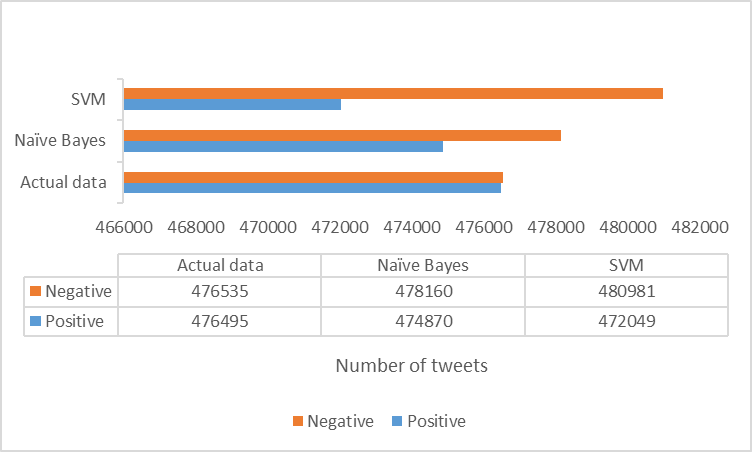 SVM
Naïve Bayes
Actual data
466000 468000 470000 472000 474000 476000 478000 480000 482000
Actual data Naïve Bayes SVM
Negative 476535 478160 480981
Positive 476495 474870 472049
Number of tweets
Negative Positive